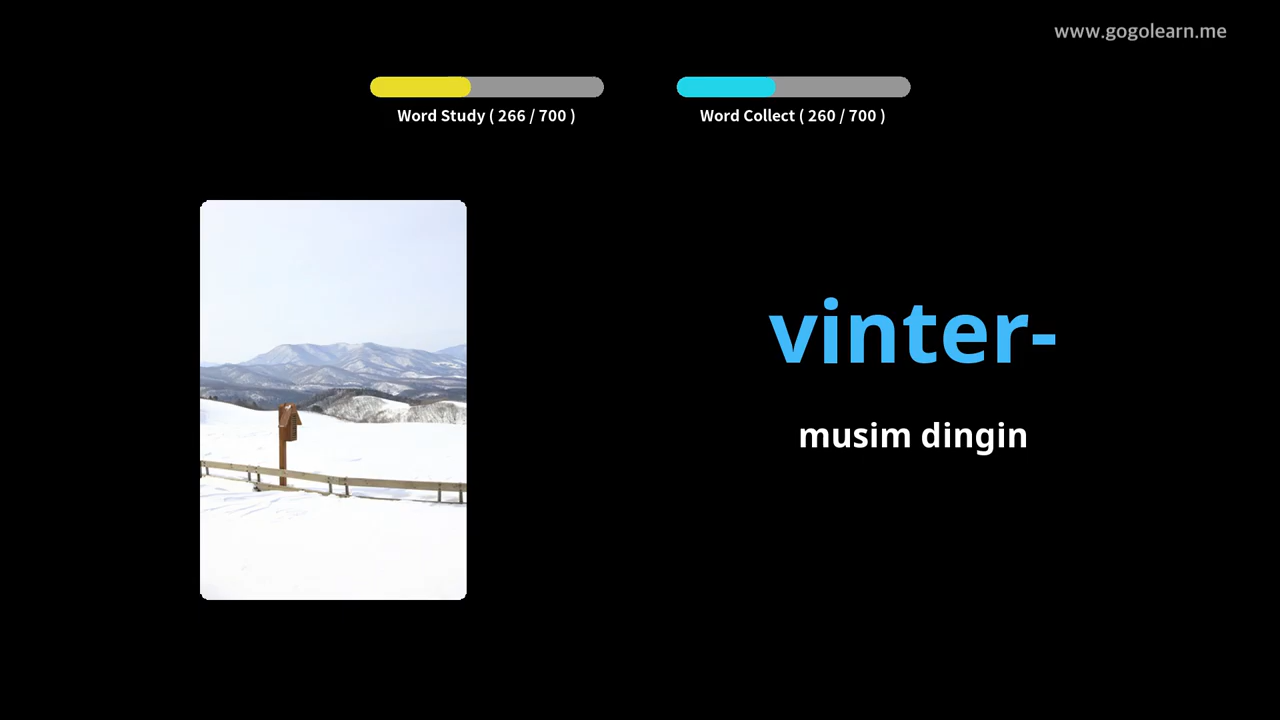 www.gogolearn.me
Word Study ( 266 / 700 )
Word Collect ( 260 / 700 )
vinter-
musim dingin